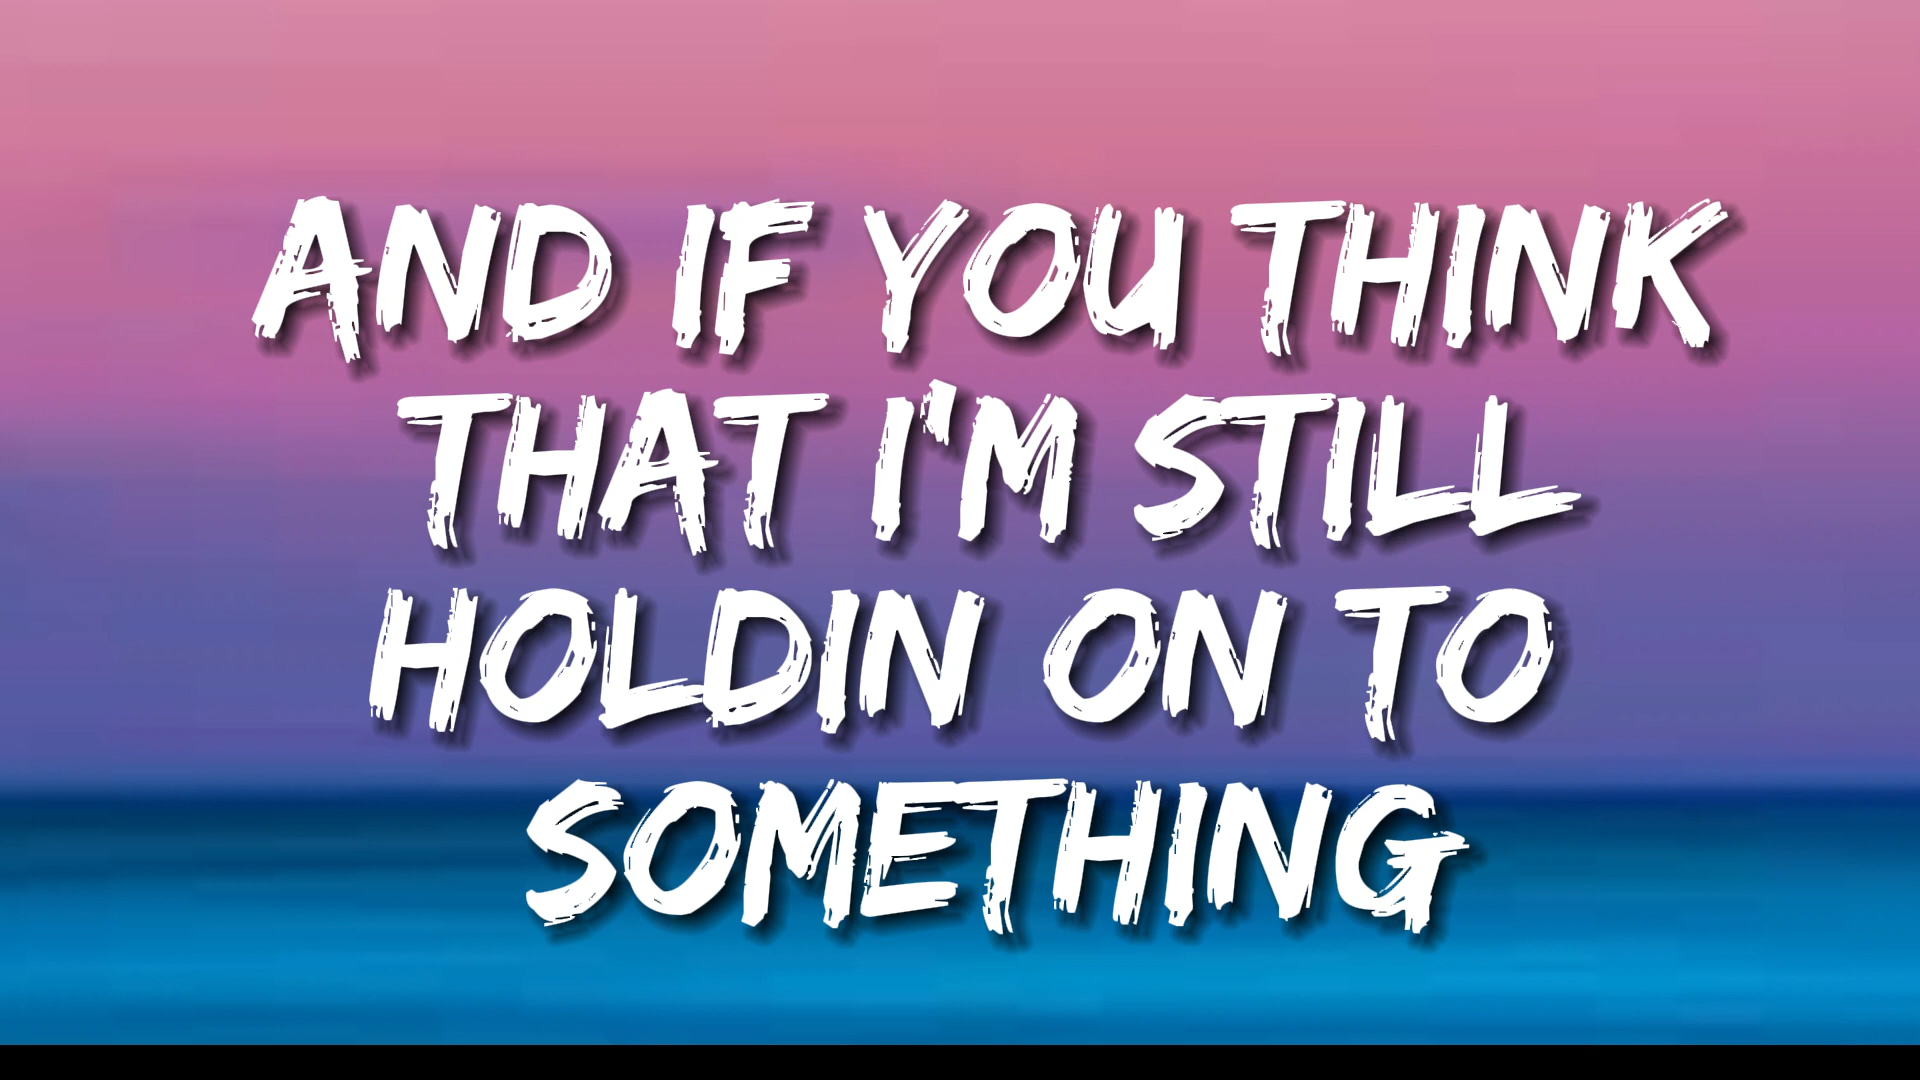 AND IF YOU THINK
THAT I'M STILL
HOLDIN ON TO
SOMETHING